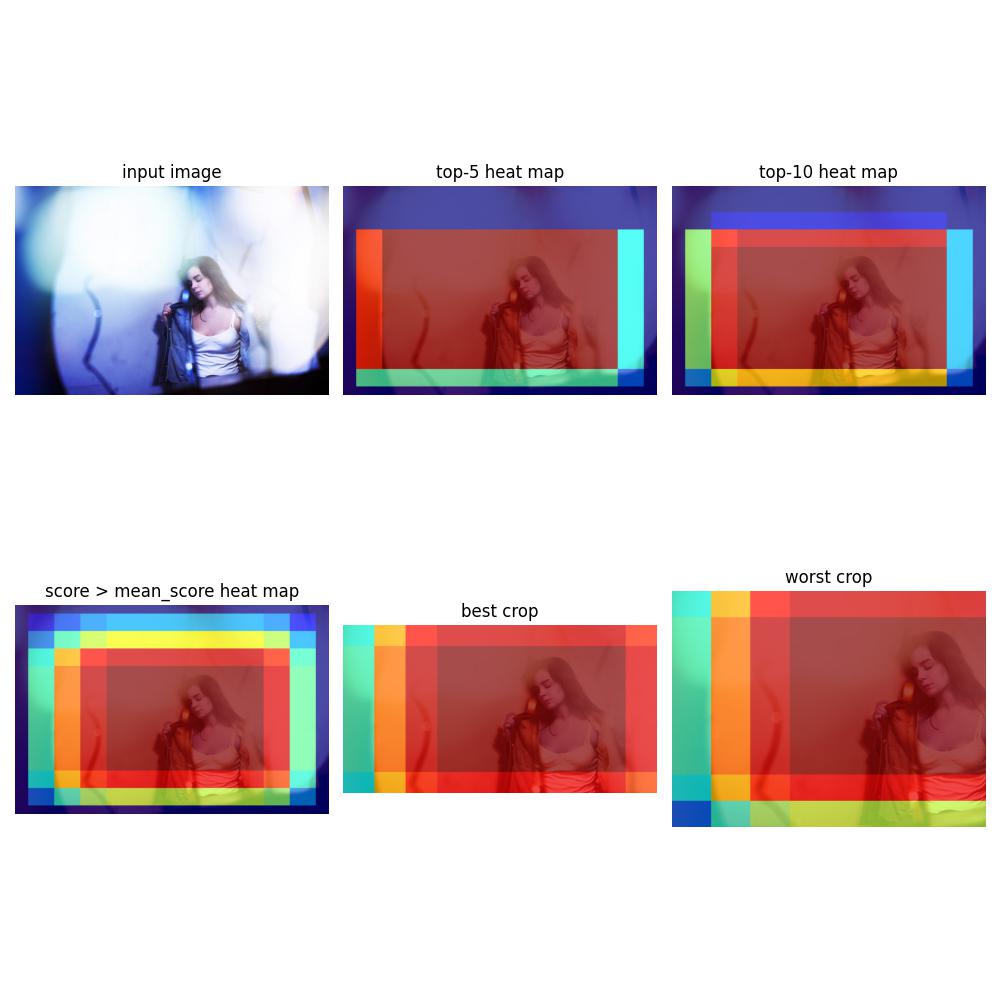 input image
top-5 heat map
top-10 heat map
score > mean_score heat map
best crop
worst crop